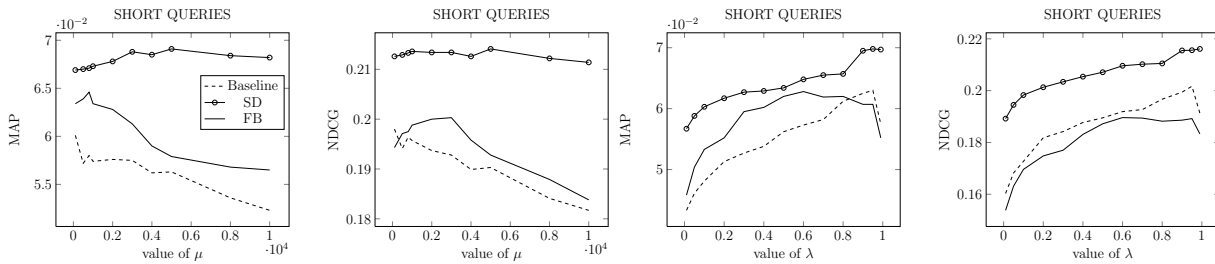 SHORT QUERIES
·10⁻²
7
6.5
6
5.5
MAP
0 0.2 0.4 0.6 0.8 1
·10⁴
value of μ
Baseline
SD
FB
SHORT QUERIES
0.21
0.2
0.19
0.18
NDCG
0 0.2 0.4 0.6 0.8 1
·10⁴
value of μ
SHORT QUERIES
·10⁻²
7
6
5
MAP
0 0.2 0.4 0.6 0.8 1
value of λ
SHORT QUERIES
0.22
0.2
0.18
0.16
NDCG
0 0.2 0.4 0.6 0.8 1
value of λ